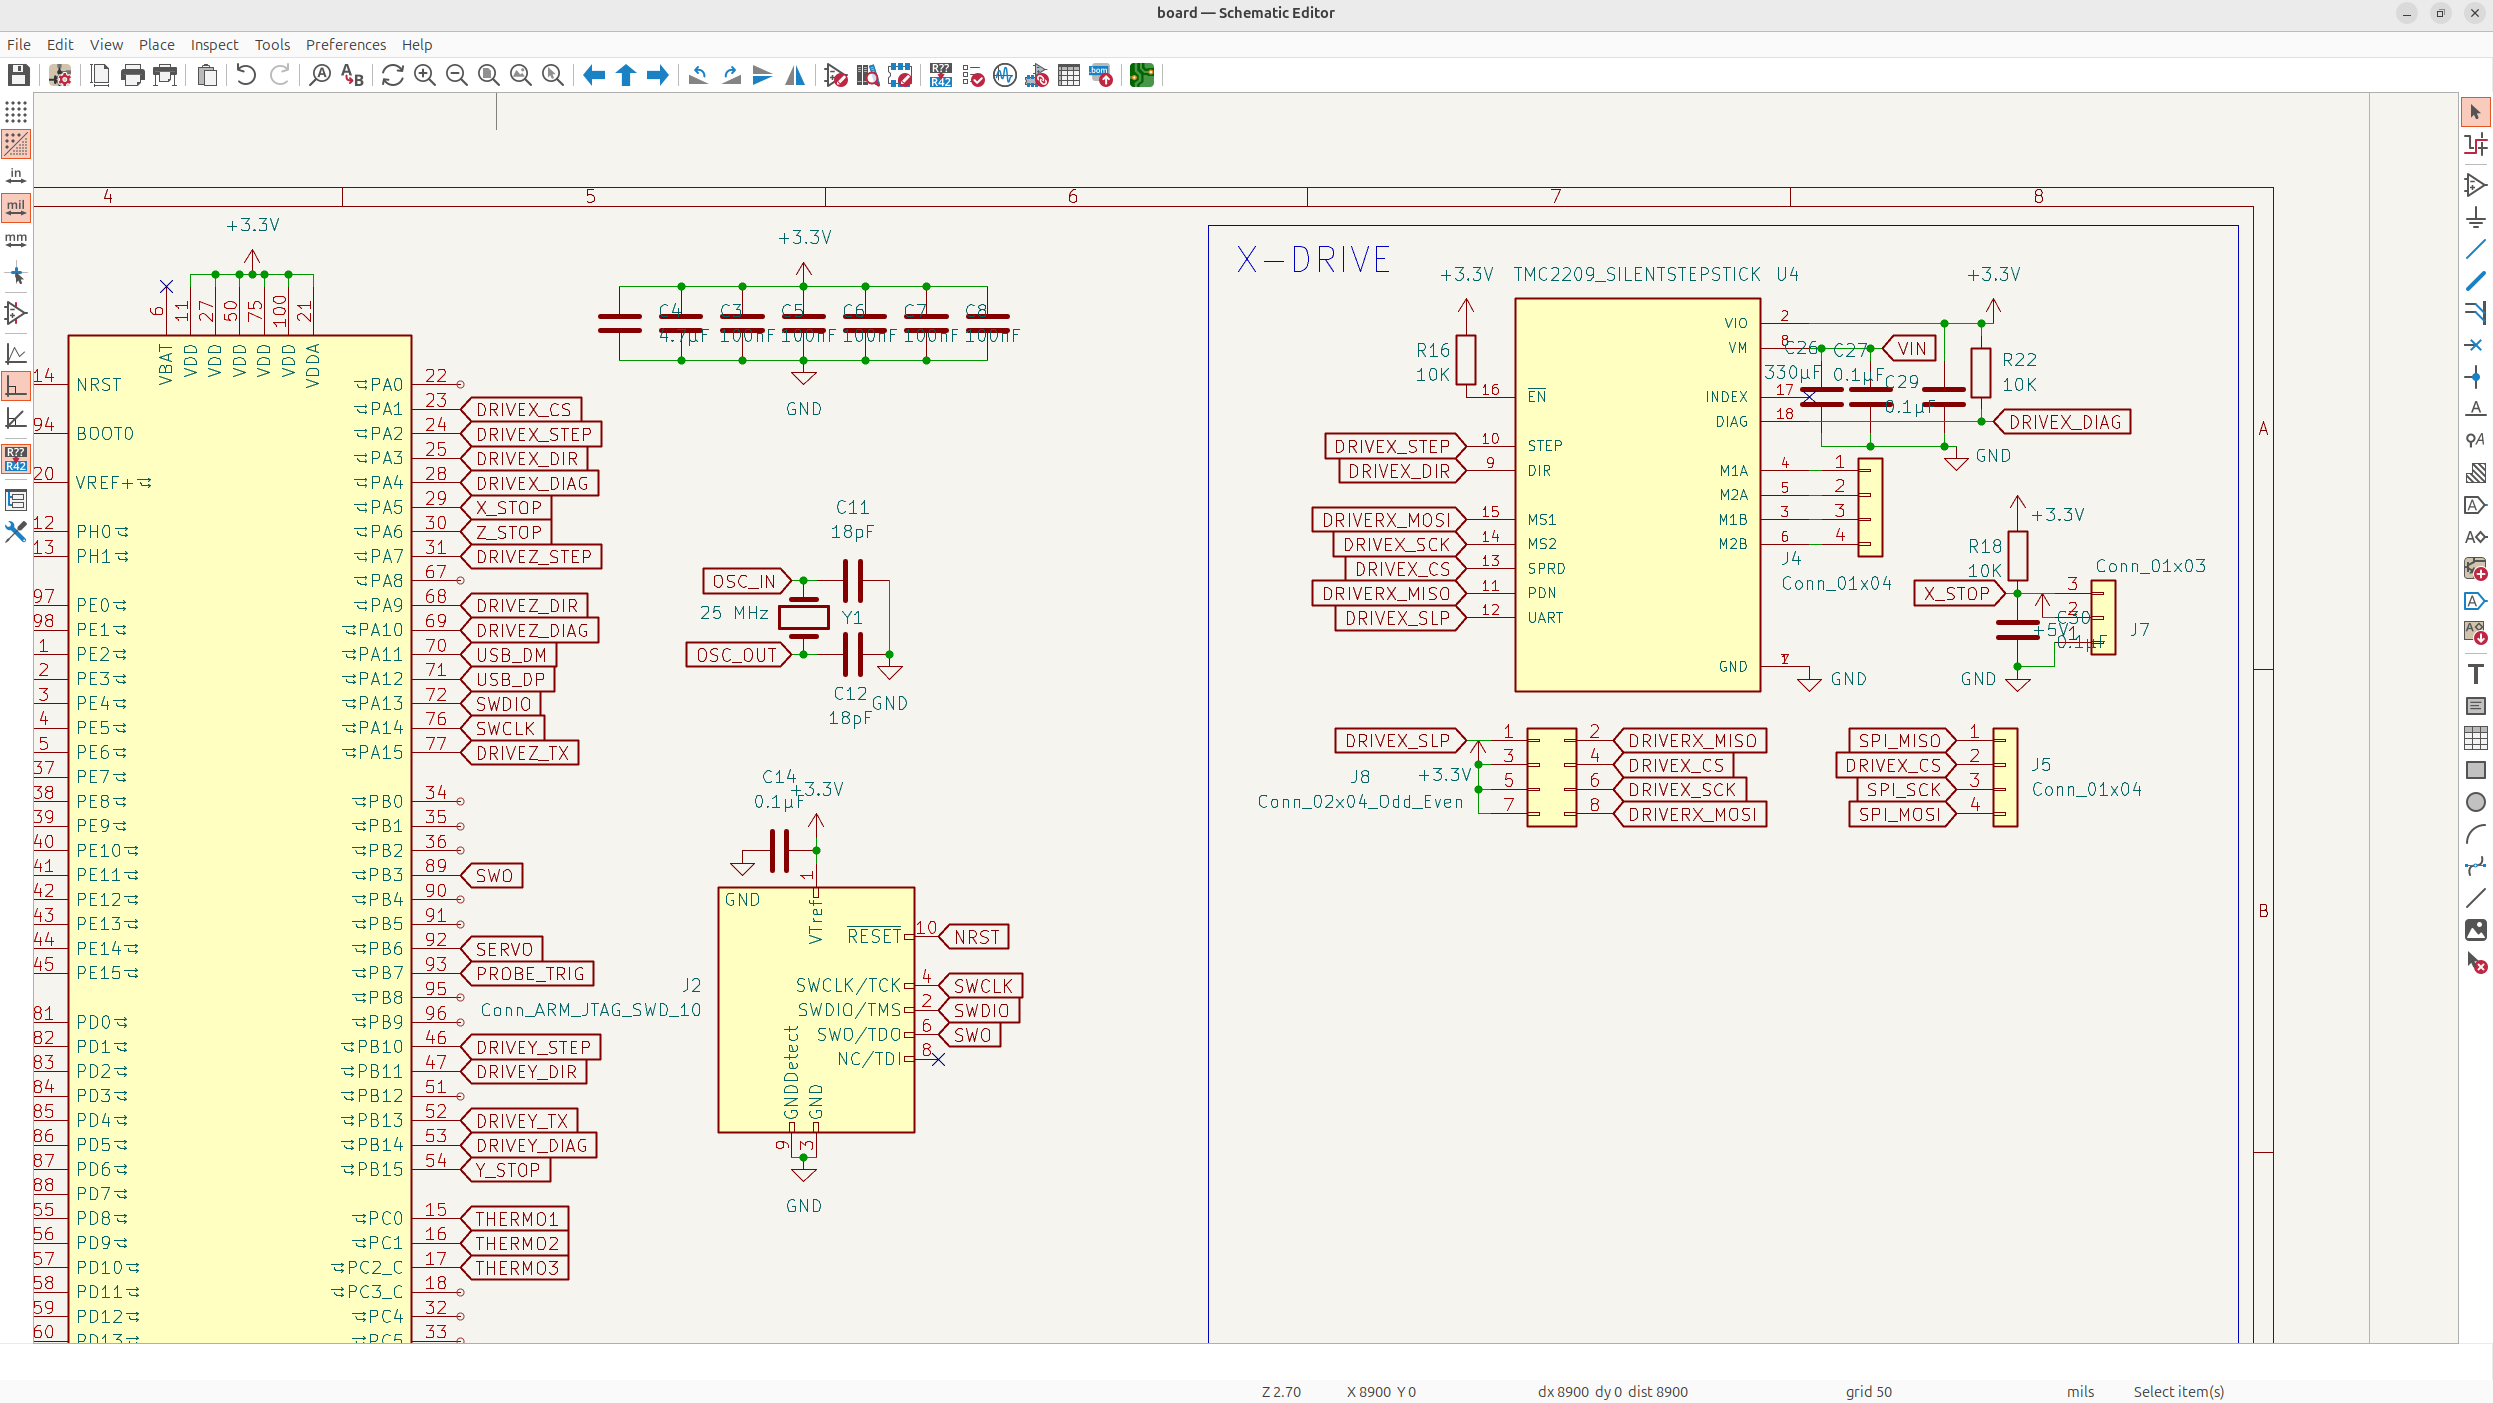 board — Schematic Editor
File Edit View Place Inspect Tools Preferences Help
in
mil
mm
R??
R42
4 5 6 7 8
A
B
+3.3V
6 11 27 50 75 100 21
VBAT VDD VDD VDD VDD VDD VDDA
14 NRST
94 BOOT0
20 VREF+
12 PH0
13 PH1
97 PE0
98 PE1
1 PE2
2 PE3
3 PE4
4 PE5
5 PE6
37 PE7
38 PE8
39 PE9
40 PE10
41 PE11
42 PE12
43 PE13
44 PE14
45 PE15
81 PD0
82 PD1
83 PD2
84 PD3
85 PD4
86 PD5
87 PD6
88 PD7
55 PD8
56 PD9
57 PD10
58 PD11
59 PD12
60 PD13
PA0 22
PA1 23 DRIVEX_CS
PA2 24 DRIVEX_STEP
PA3 25 DRIVEX_DIR
PA4 28 DRIVEX_DIAG
PA5 29 X_STOP
PA6 30 Z_STOP
PA7 31 DRIVEZ_STEP
PA8 67
PA9 68 DRIVEZ_DIR
PA10 69 DRIVEZ_DIAG
PA11 70 USB_DM
PA12 71 USB_DP
PA13 72 SWDIO
PA14 76 SWCLK
PA15 77 DRIVEZ_TX
PB0 34
PB1 35
PB2 36
PB3 89 SWO
PB4 90
PB5 91
PB6 92 SERVO
PB7 93 PROBE_TRIG
PB8 95
PB9 96
PB10 46 DRIVEY_STEP
PB11 47 DRIVEY_DIR
PB12 51
PB13 52 DRIVEY_TX
PB14 53 DRIVEY_DIAG
PB15 54 Y_STOP
PC0 15 THERMO1
PC1 16 THERMO2
PC2_C 17 THERMO3
PC3_C 18
PC4 32
PC5 33
+3.3V
C4 C3 C5 C6 C7 C8
4.7µF 100nF 100nF 100nF 100nF 100nF
GND
C11
18pF
OSC_IN
25 MHz Y1
OSC_OUT
C12 GND
18pF
C14
0.1µF +3.3V
1
GND VTref
RESET 10 NRST
J2
Conn_ARM_JTAG_SWD_10
SWCLK/TCK 4 SWCLK
SWDIO/TMS 2 SWDIO
SWO/TDO 6 SWO
NC/TDI 8
GNDDetect GND
9 3
GND
X-DRIVE
+3.3V TMC2209_SILENTSTEPSTICK U4 +3.3V
R16
10K
16 EN
DRIVEX_STEP 10 STEP
DRIVEX_DIR 9 DIR
DRIVERX_MOSI 15 MS1
DRIVEX_SCK 14 MS2
DRIVEX_CS 13 SPRD
DRIVERX_MISO 11 PDN
DRIVEX_SLP 12 UART
VIO 2
VM 8 C26 C27 VIN
330µF 0.1µF C29
0.1µF
R22
10K
INDEX 17
DIAG 18 DRIVEX_DIAG
GND
M1A 4 1
M2A 5 2
M1B 3 3
M2B 6 4
J4
Conn_01x04
GND GND
+3.3V
R18
10K
Conn_01x03
X_STOP 3
2
1
C30
0.1µF
+5V
J7
GND
DRIVEX_SLP 1 2 DRIVERX_MISO
3 4 DRIVEX_CS
5 6 DRIVEX_SCK
7 8 DRIVERX_MOSI
J8 +3.3V
Conn_02x04_Odd_Even
SPI_MISO 1
DRIVEX_CS 2
SPI_SCK 3
SPI_MOSI 4
J5
Conn_01x04
Z 2.70 X 8900 Y 0 dx 8900 dy 0 dist 8900 grid 50 mils Select item(s)